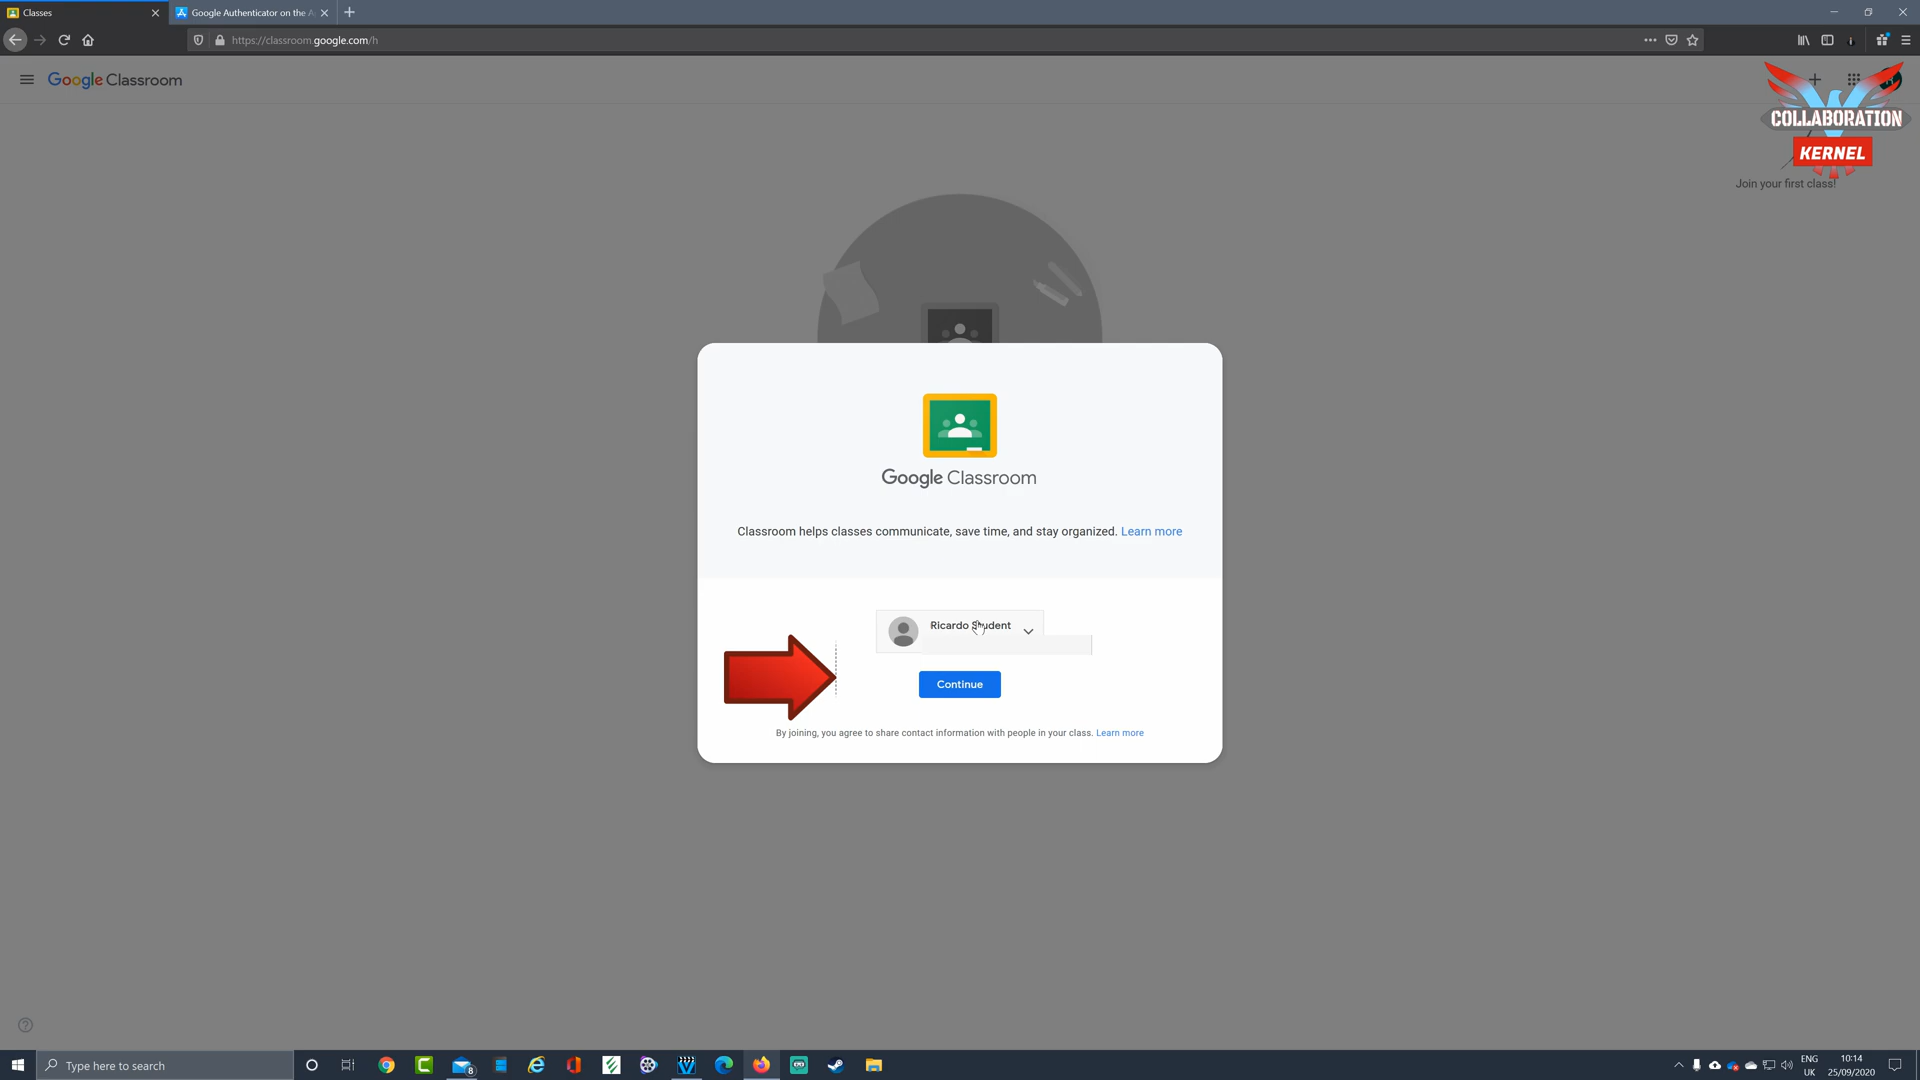 Classes
Google Authenticator on the A
https://classroom.google.com/h
Google Classroom
COLLABORATION
KERNEL
Join your first class!
Google Classroom
Classroom helps classes communicate, save time, and stay organized. Learn more
Ricardo Student
Continue
By joining, you agree to share contact information with people in your class. Learn more
Type here to search
8
ENG
UK
10:14
25/09/2020